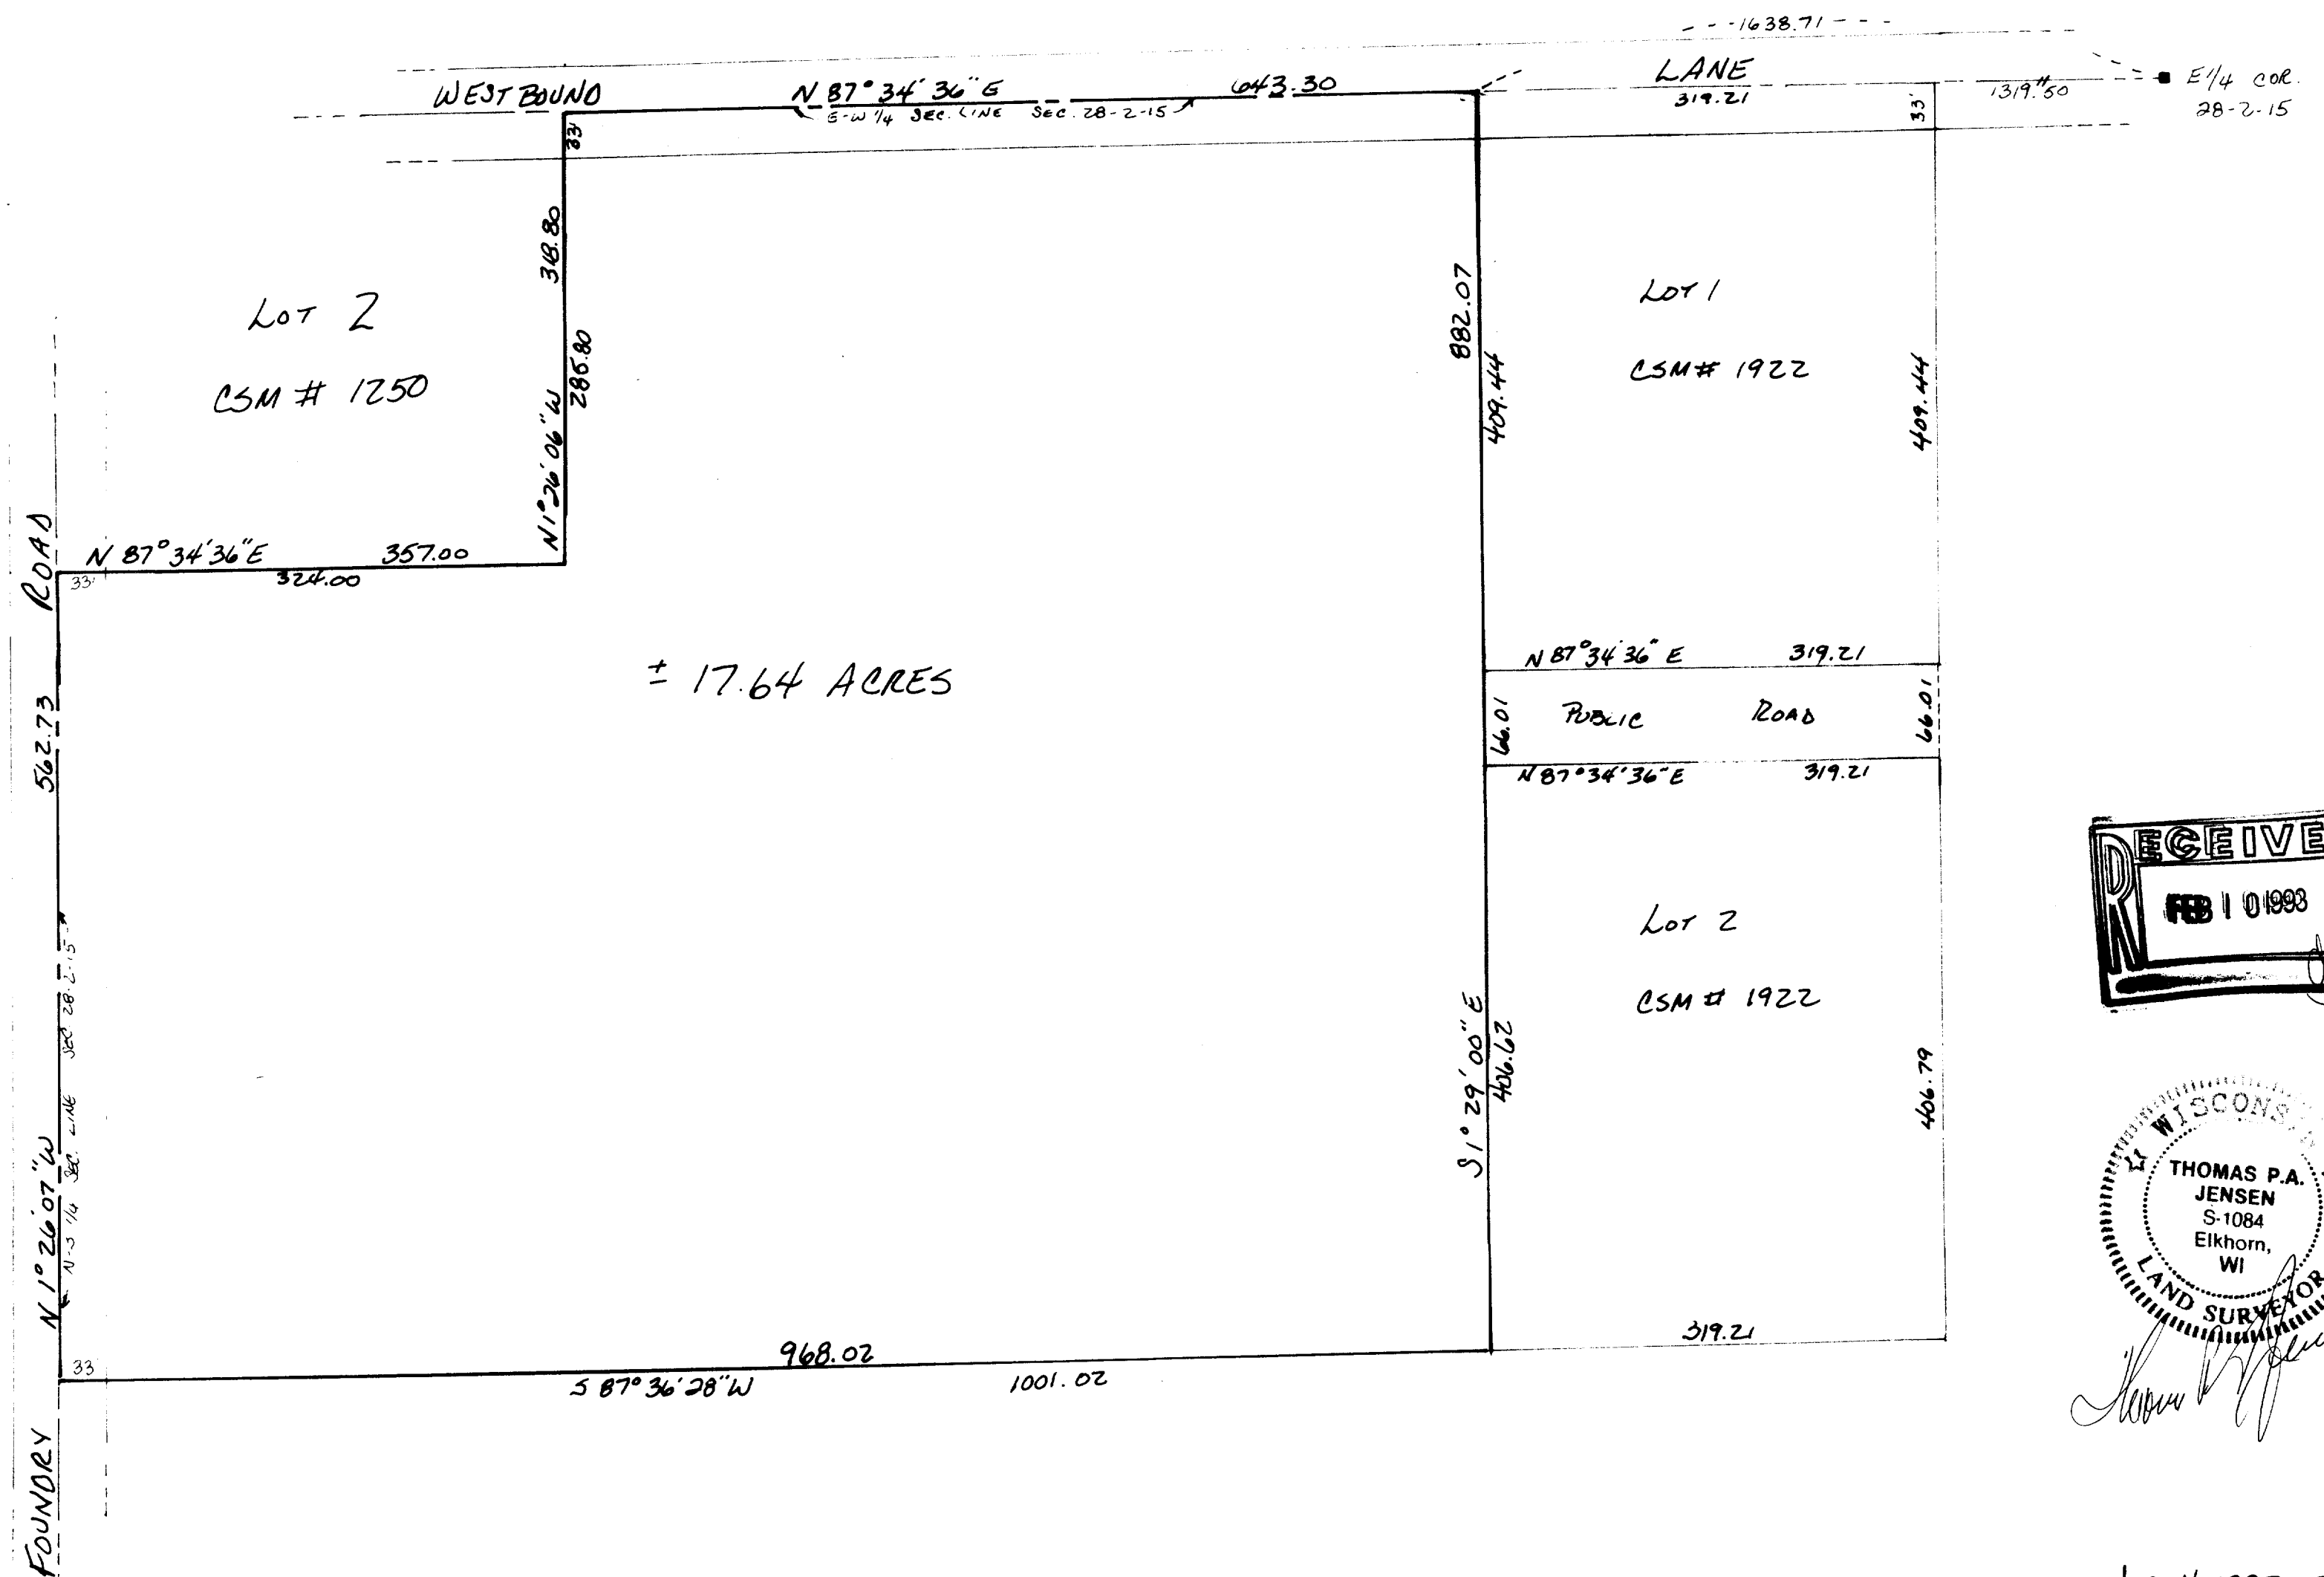 - - -1638.71 - - -
WESTBOUND N 87° 34' 36" E 643.30 LANE
E-W 1/4 SEC. LINE SEC. 28-2-15
319.21
1319.50
E 1/4 COR.
28-2-15
33'
33'
318.80
286.80
N 1° 26' 06" W
LOT 2
CSM # 1250
882.07
409.44
LOT 1
CSM # 1922
409.44
ROAD
N 87° 34' 36" E 357.00
33' 324.00
± 17.64 ACRES
N 87° 34' 36" E 319.21
66.01 PUBLIC ROAD 66.01
N 87° 34' 36" E 319.21
562.73
N-S 1/4 SEC. LINE SEC 28-2-15
N 1° 26' 07" W
LOT 2
CSM # 1922
S 1° 29' 00" E
406.62
406.79
319.21
33' 968.02
S 87° 36' 28" W 1001.02
FOUNDRY
RECEIVE
FEB 10 1993
WISCONSIN
THOMAS P.A.
JENSEN
S-1084
Elkhorn,
WI
LAND SURVEYOR